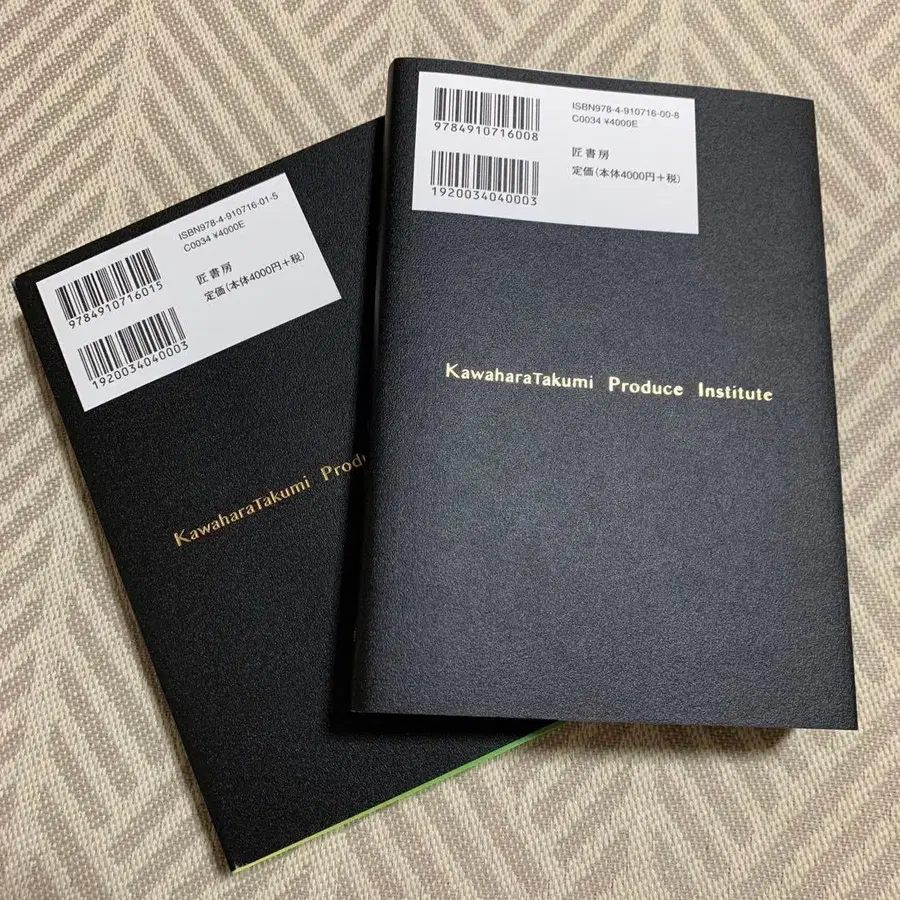 ISBN978-4-910716-01-5
C0034 ¥4000E
9784910716015
匠書房
定価(本体4000円+税)
1920034040003
KawaharaTakumi Produ
ISBN978-4-910716-00-8
C0034 ¥4000E
9784910716008
匠書房
定価(本体4000円+税)
1920034040003
KawaharaTakumi Produce Institute